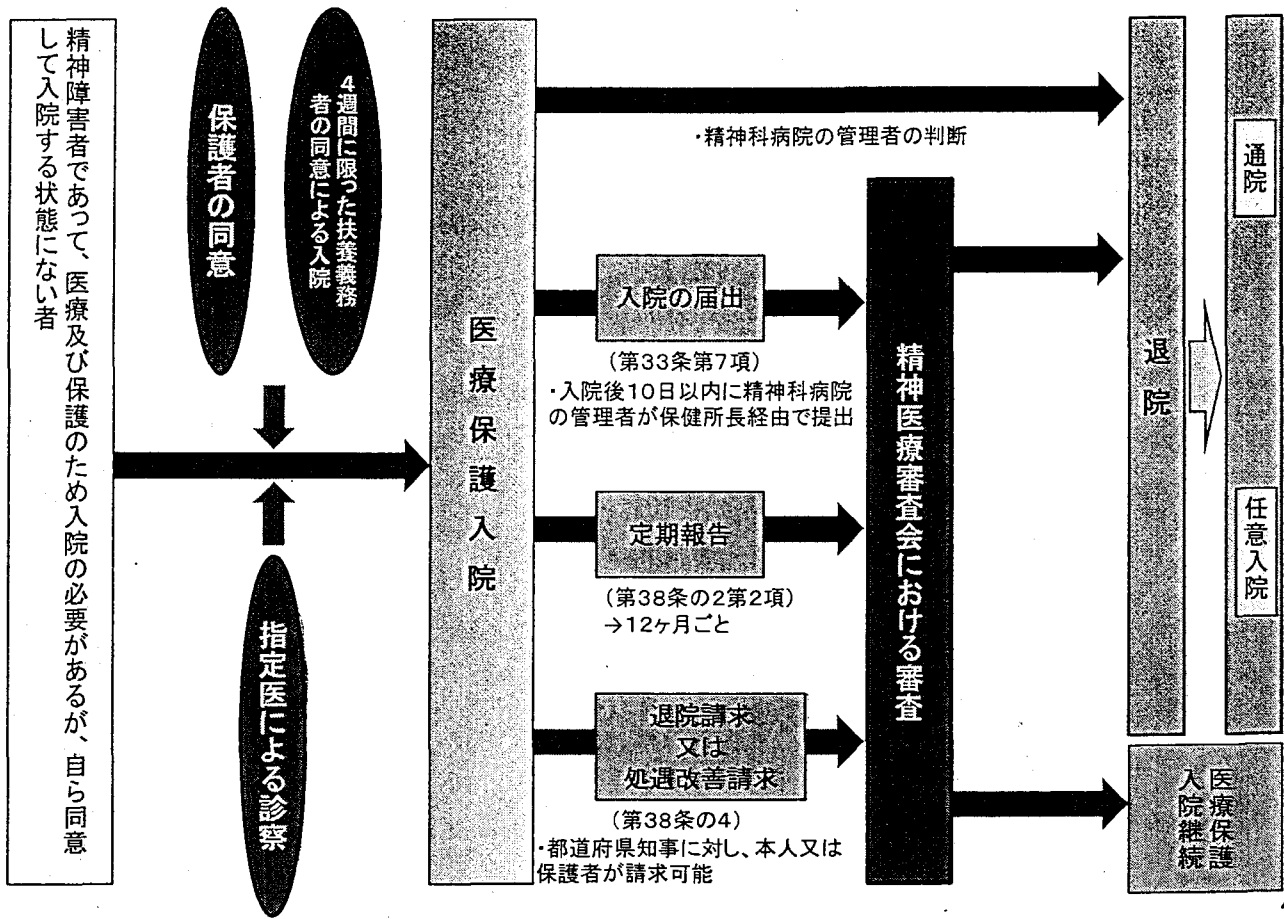 精神障害者であって、医療及び保護のため入院の必要があるが、自ら同意
して入院する状態にない者
保護者の同意
4週間に限った扶養義務
者の同意による入院
指定医による診察
医療保護入院
・精神科病院の管理者の判断
入院の届出
(第33条第7項)
・入院後10日以内に精神科病院
の管理者が保健所長経由で提出
定期報告
(第38条の2第2項)
→12ヶ月ごと
退院請求
又は
処遇改善請求
(第38条の4)
・都道府県知事に対し、本人又は
保護者が請求可能
精神医療審査会における審査
退院
通院
任意入院
医療保護
入院継続